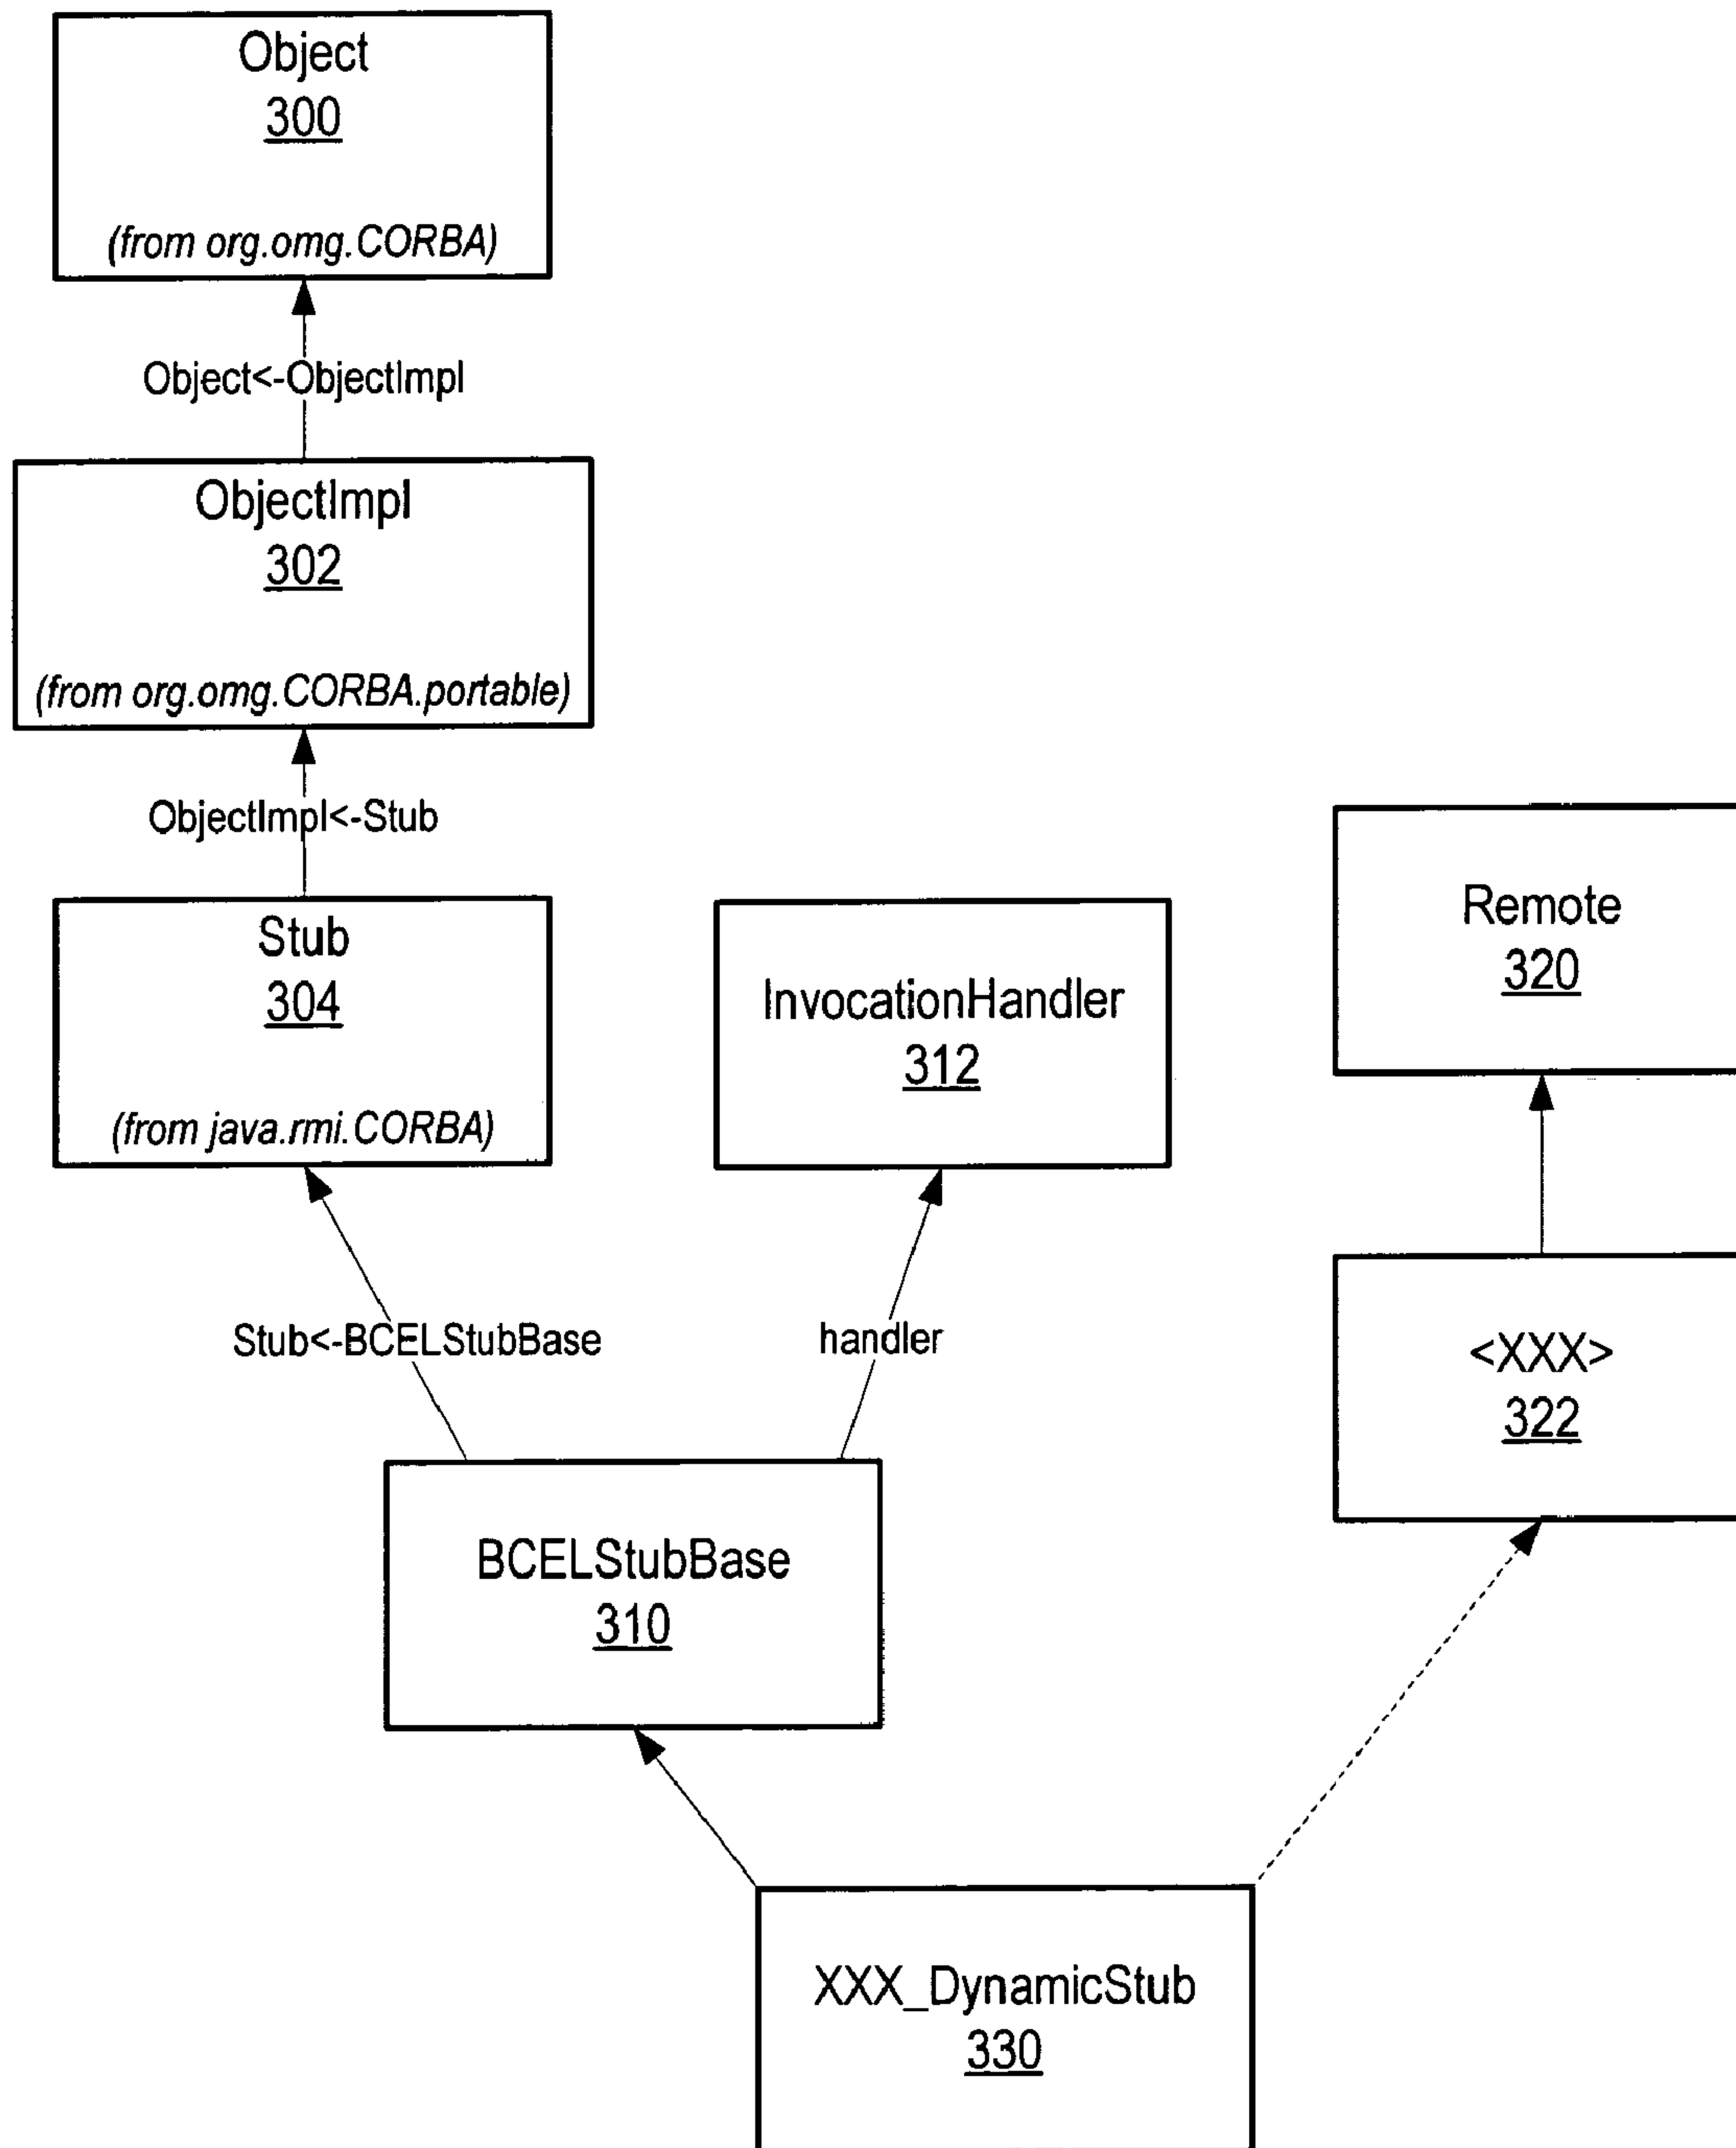 Object
300
(from org.omg.CORBA)
Object<-ObjectImpl
ObjectImpl
302
(from org.omg.CORBA.portable)
ObjectImpl<-Stub
Stub
304
(from java.rmi.CORBA)
InvocationHandler
312
Remote
320
Stub<-BCELStubBase
handler
<XXX>
322
BCELStubBase
310
XXX_DynamicStub
330